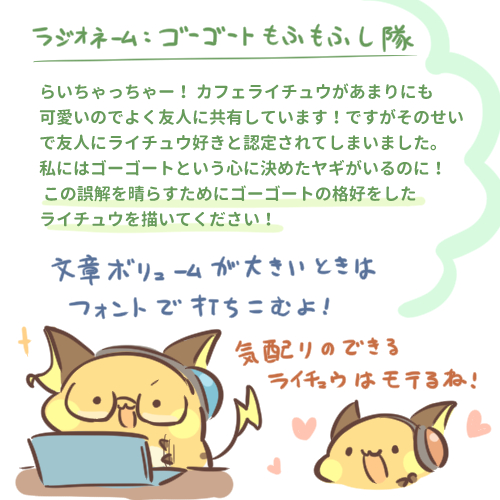 ラジオネーム：ゴーゴートもふもふし隊
らいちゃっちゃー！カフェライチュウがあまりにも
可愛いのでよく友人に共有しています！ですがそのせい
で友人にライチュウ好きと認定されてしまいました。
私にはゴーゴートという心に決めたヤギがいるのに！
この誤解を晴らすためにゴーゴートの格好をした
ライチュウを描いてください！
文章ボリュームが大きいときは
フォントで打ちこむよ！
気配りのできる
ライチュウはモテるね！